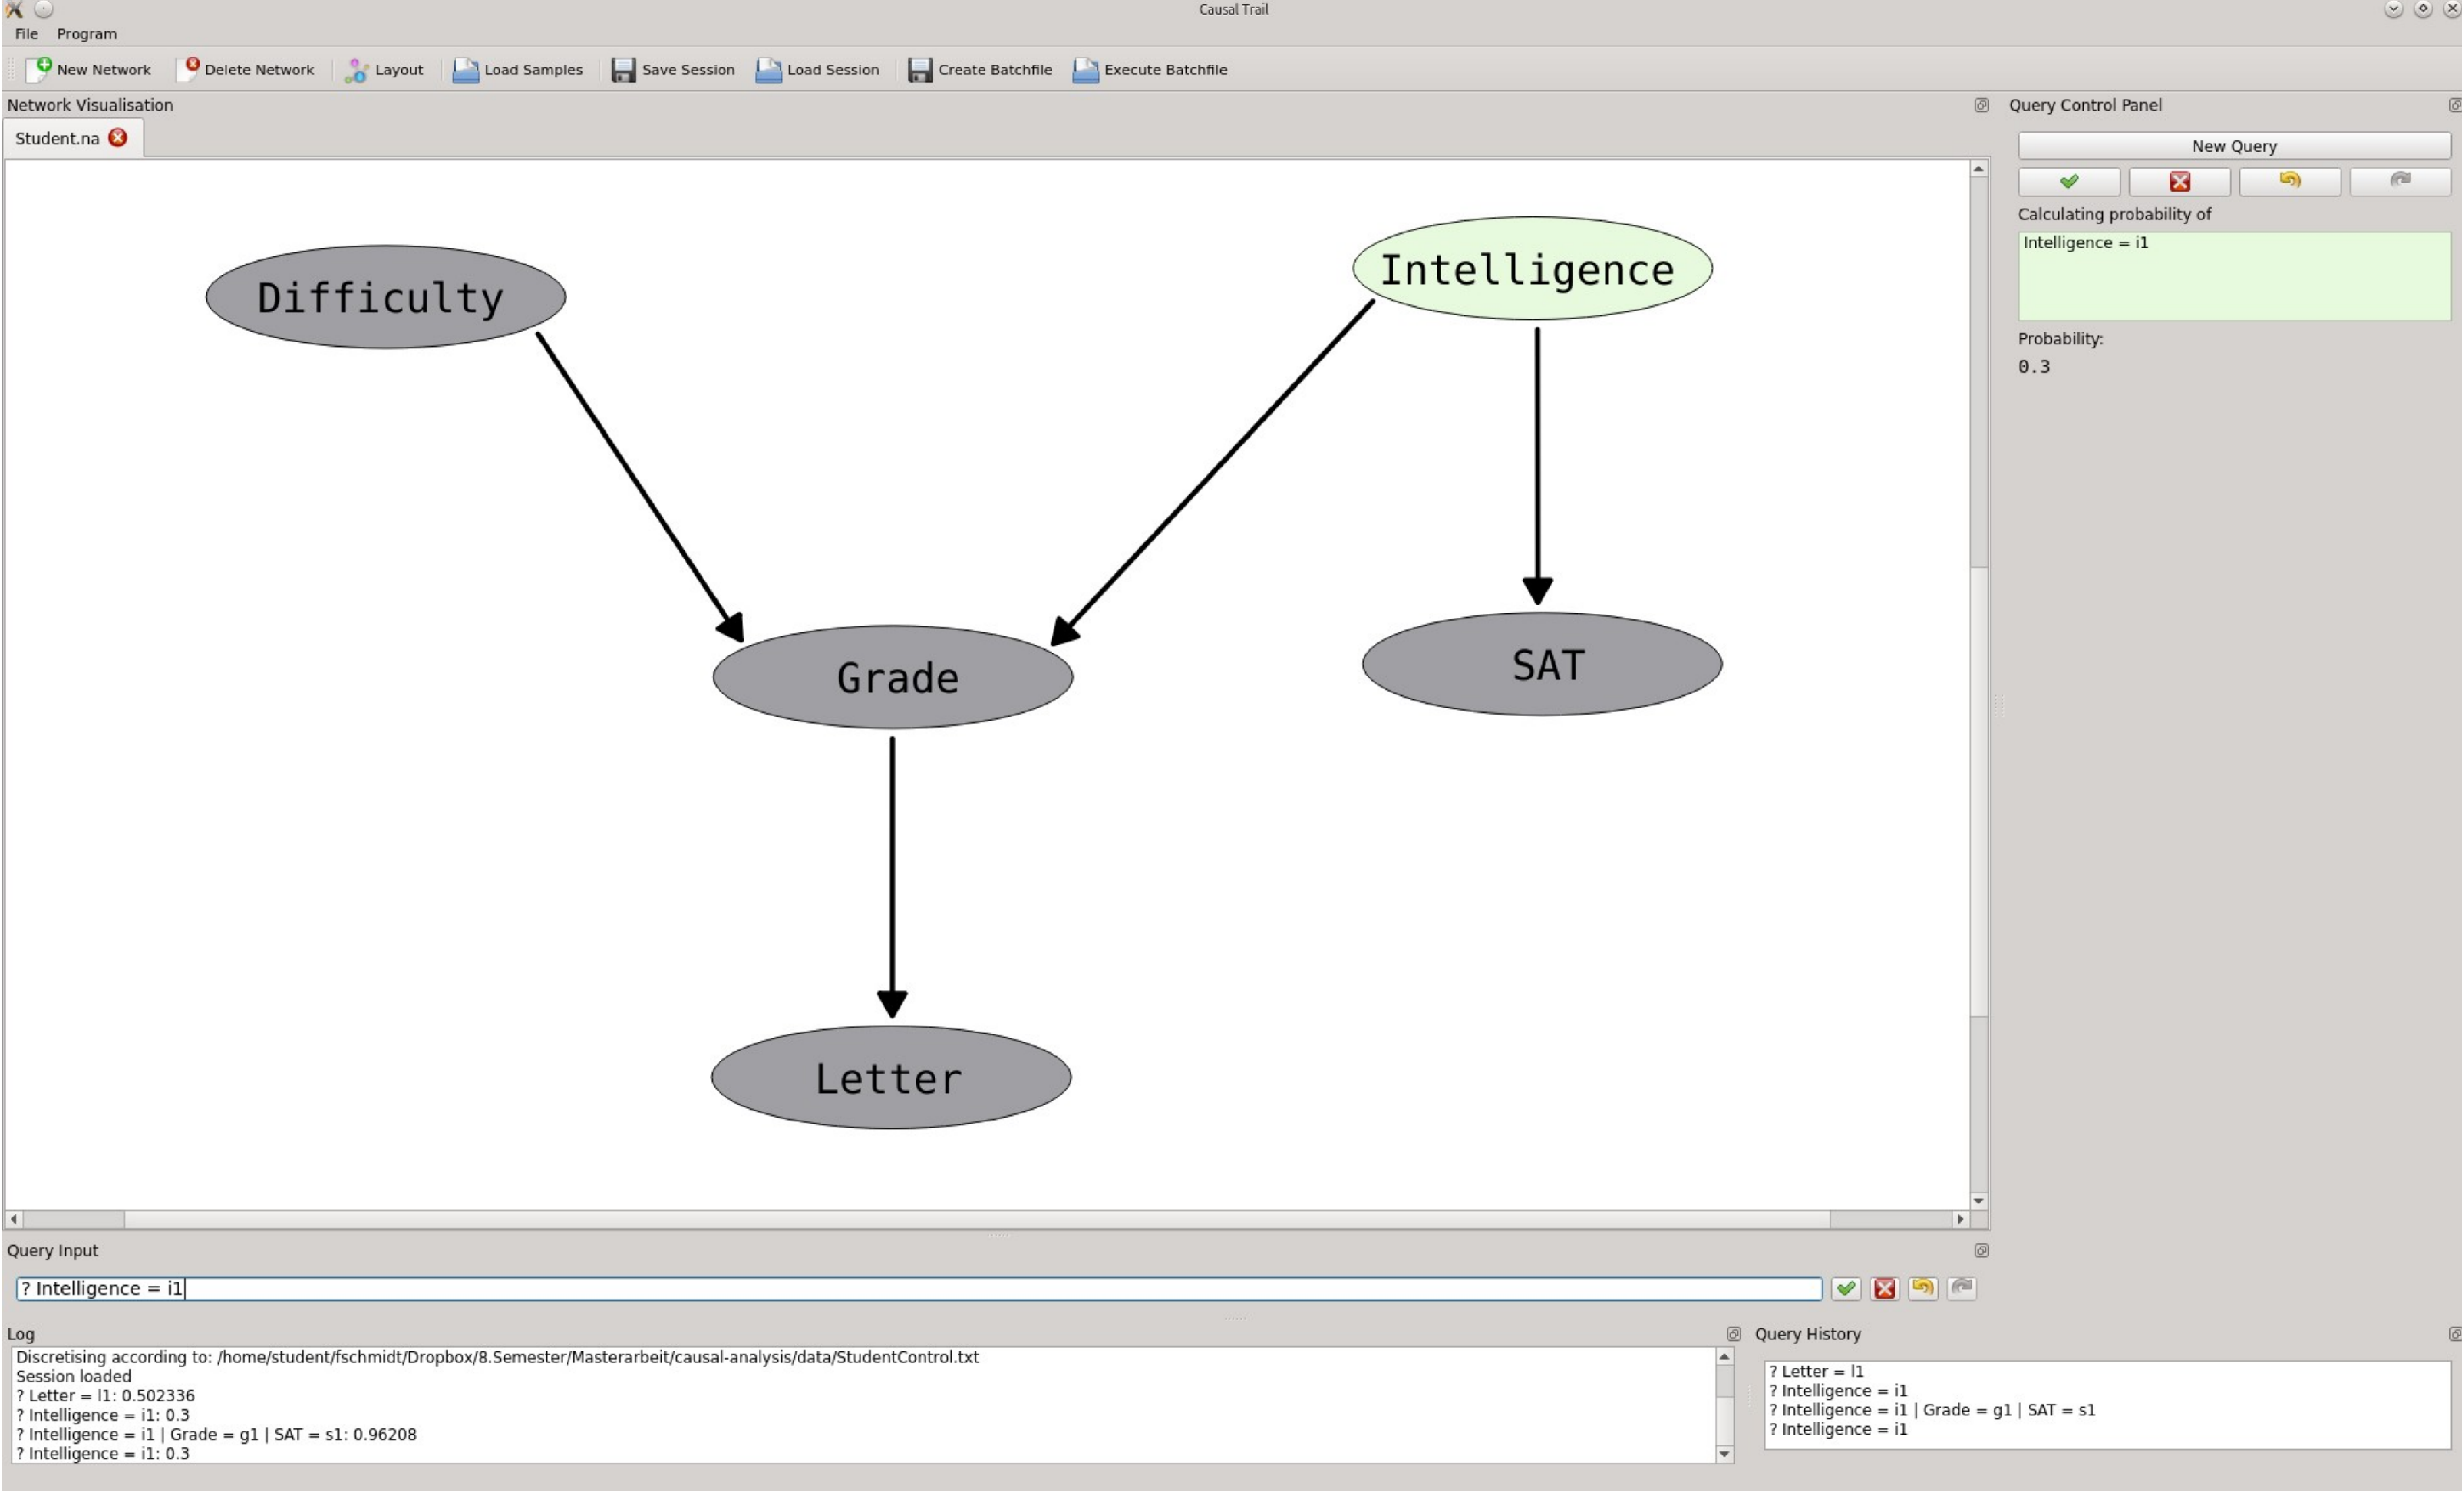 Causal Trail
File Program
New Network Delete Network Layout Load Samples Save Session Load Session Create Batchfile Execute Batchfile
Network Visualisation
Student.na
Difficulty
Intelligence
Grade
SAT
Letter
Query Control Panel
New Query
Calculating probability of
Intelligence = i1
Probability:
0.3
Query Input
? Intelligence = i1
Log
Discretising according to: /home/student/fschmidt/Dropbox/8.Semester/Masterarbeit/causal-analysis/data/StudentControl.txt
Session loaded
? Letter = l1: 0.502336
? Intelligence = i1: 0.3
? Intelligence = i1 | Grade = g1 | SAT = s1: 0.96208
? Intelligence = i1: 0.3
Query History
? Letter = l1
? Intelligence = i1
? Intelligence = i1 | Grade = g1 | SAT = s1
? Intelligence = i1